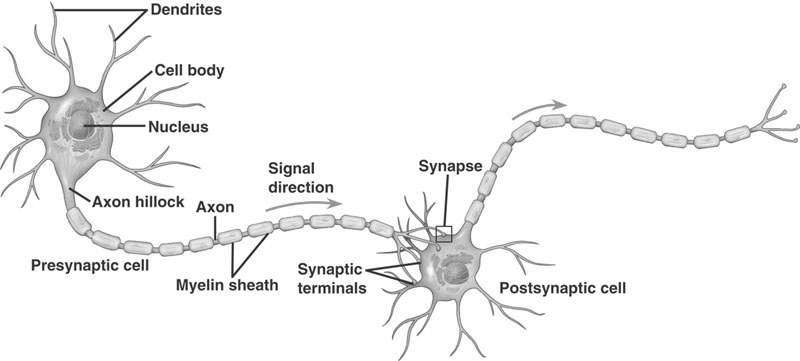 Dendrites
Cell body
Nucleus
Axon hillock
Signal
direction
Axon
Synapse
Presynaptic cell
Myelin sheath
Synaptic
terminals
Postsynaptic cell